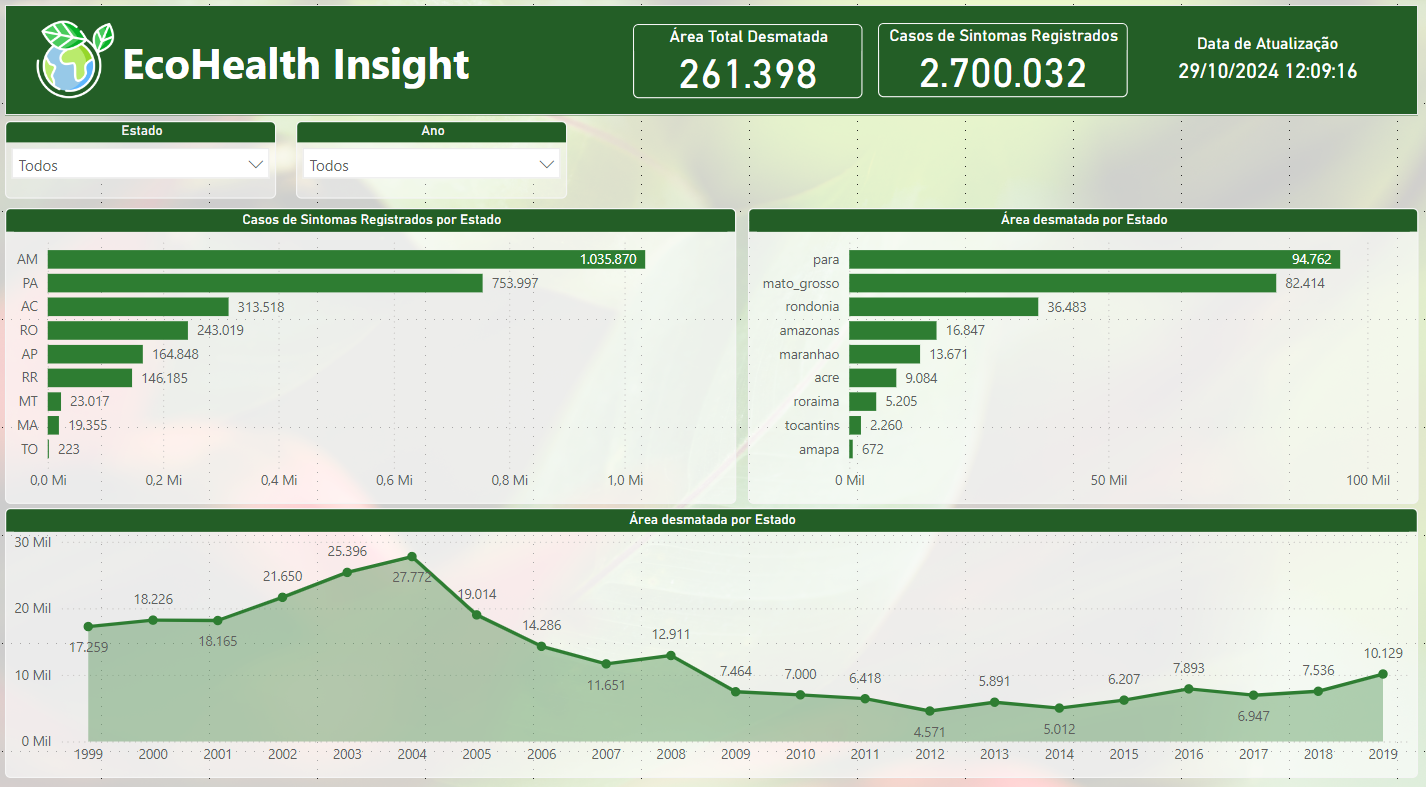 EcoHealth Insight
Área Total Desmatada
261.398
Casos de Sintomas Registrados
2.700.032
Data de Atualização
29/10/2024 12:09:16
Estado
Todos
Ano
Todos
Casos de Sintomas Registrados por Estado
AM 1.035.870
PA 753.997
AC 313.518
RO 243.019
AP 164.848
RR 146.185
MT 23.017
MA 19.355
TO 223
0,0 Mi 0,2 Mi 0,4 Mi 0,6 Mi 0,8 Mi 1,0 Mi
Área desmatada por Estado
para 94.762
mato_grosso 82.414
rondonia 36.483
amazonas 16.847
maranhao 13.671
acre 9.084
roraima 5.205
tocantins 2.260
amapa 672
0 Mil 50 Mil 100 Mil
Área desmatada por Estado
30 Mil
20 Mil
10 Mil
0 Mil
17.259 18.226 18.165 21.650 25.396 27.772 19.014 14.286 11.651 12.911 7.464 7.000 6.418 4.571 5.891 5.012 6.207 7.893 6.947 7.536 10.129
1999 2000 2001 2002 2003 2004 2005 2006 2007 2008 2009 2010 2011 2012 2013 2014 2015 2016 2017 2018 2019